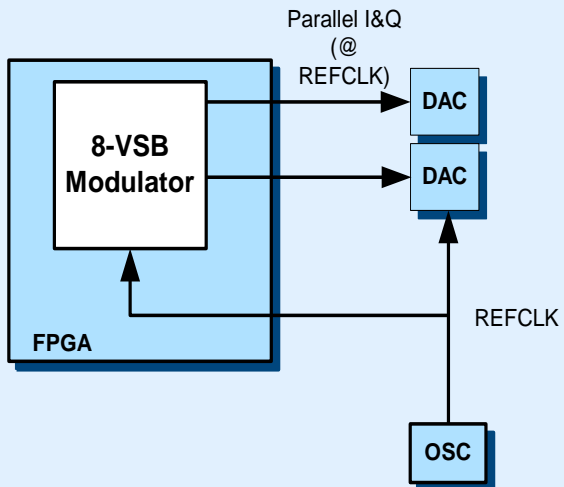 Parallel I&Q
(@
REFCLK)
DAC
8-VSB
Modulator
DAC
REFCLK
FPGA
OSC